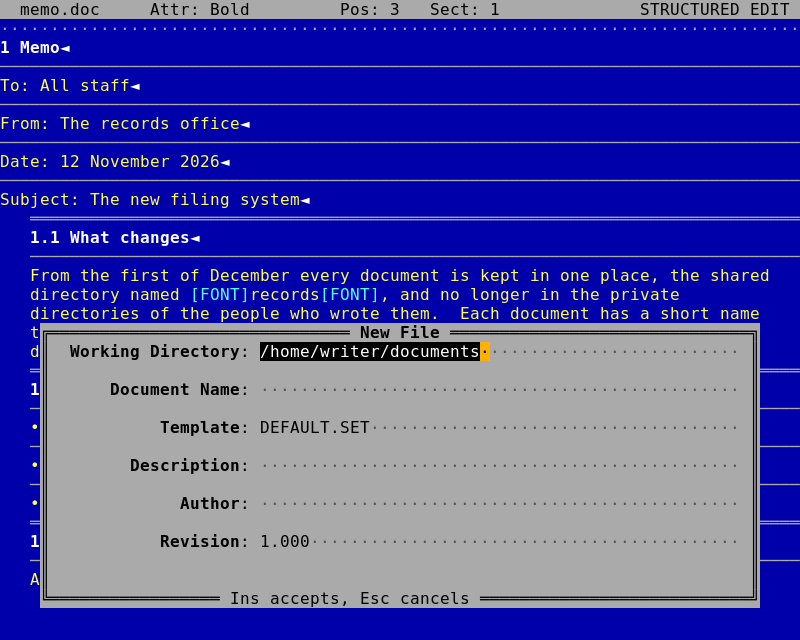 memo.doc Attr: Bold Pos: 3 Sect: 1 STRUCTURED EDIT
1 Memo◄
To: All staff◄
From: The records office◄
Date: 12 November 2026◄
Subject: The new filing system◄
1.1 What changes◄
From the first of December every document is kept in one place, the shared
directory named [FONT]records[FONT], and no longer in the private
directories of the people who wrote them. Each document has a short name
t
New File
d
Working Directory: /home/writer/documents
1
Document Name:
•
Template: DEFAULT.SET
•
Description:
•
Author:
1
Revision: 1.000
A
Ins accepts, Esc cancels